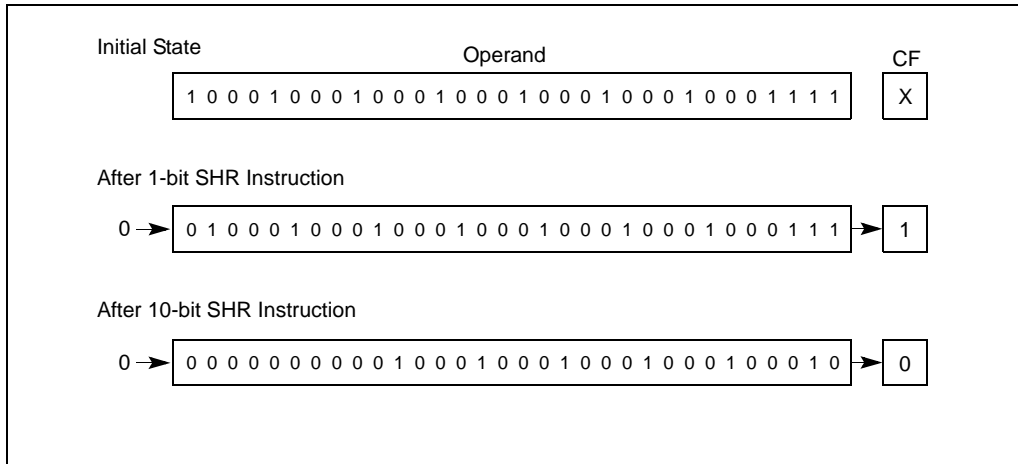 Initial State
Operand
CF
1 0 0 0 1 0 0 0 1 0 0 0 1 0 0 0 1 0 0 0 1 0 0 0 1 0 0 0 1 1 1 1
X
After 1-bit SHR Instruction
0
0 1 0 0 0 1 0 0 0 1 0 0 0 1 0 0 0 1 0 0 0 1 0 0 0 1 0 0 0 1 1 1
1
After 10-bit SHR Instruction
0
0 0 0 0 0 0 0 0 0 0 1 0 0 0 1 0 0 0 1 0 0 0 1 0 0 0 1 0 0 0 1 0
0